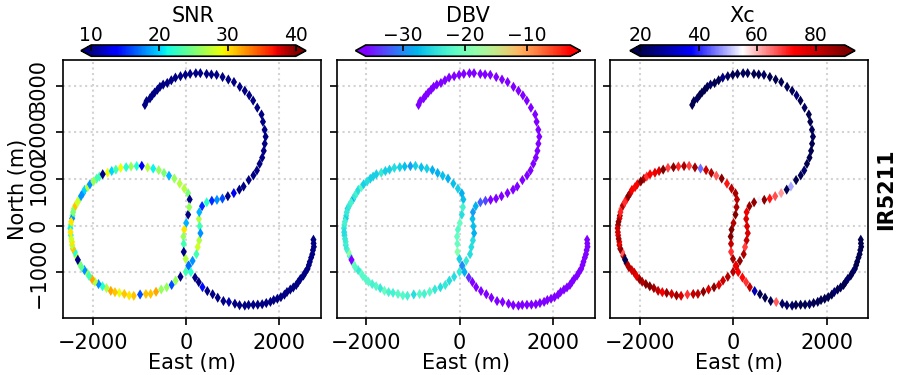 SNR DBV Xc
10 20 30 40 −30 −20 −10 20 40 60 80
3000
2000
1000
0
−1000
North (m)
IR5211
−2000 0 2000 −2000 0 2000 −2000 0 2000
East (m) East (m) East (m)